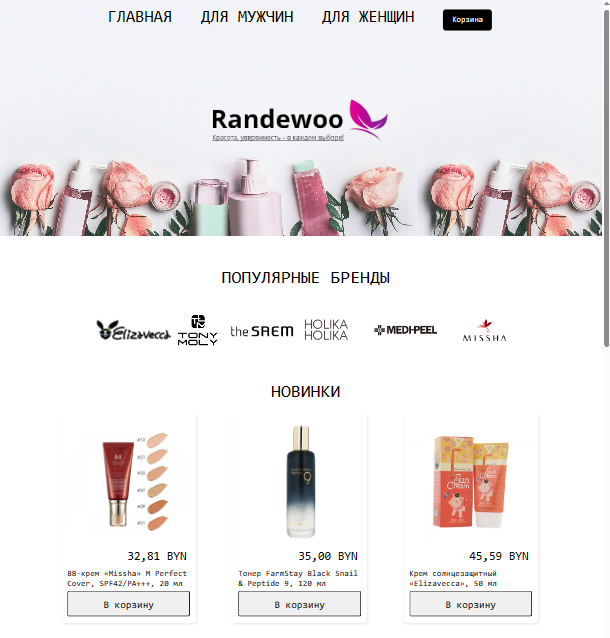 ГЛАВНАЯ ДЛЯ МУЖЧИН ДЛЯ ЖЕНЩИН Корзина
Randewoo
Красота, уверенность – в каждом выборе!
ПОПУЛЯРНЫЕ БРЕНДЫ
Elizavecca TONY MOLY the SAEM HOLIKA HOLIKA MEDI-PEEL MISSHA
НОВИНКИ
32,81 BYN 35,00 BYN 45,59 BYN
BB-крем «Missha» M Perfect Cover, SPF42/PA+++, 20 мл
Тонер FarmStay Black Snail & Peptide 9, 120 мл
Крем солнцезащитный «Elizavecca», 50 мл
В корзину В корзину В корзину